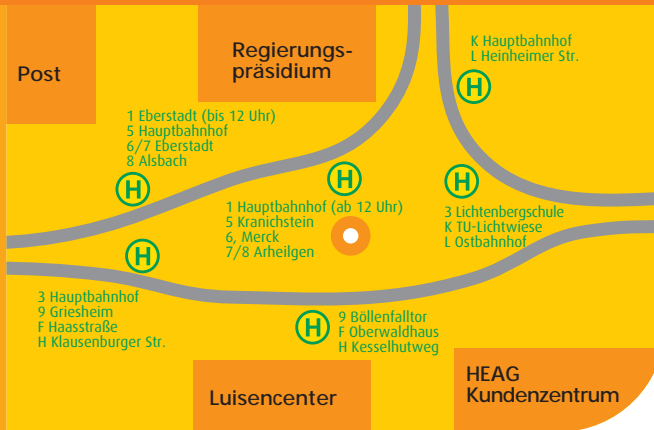 Post
Regierungs-
präsidium
K Hauptbahnhof
L Heinheimer Str.
H
1 Eberstadt (bis 12 Uhr)
5 Hauptbahnhof
6/7 Eberstadt
8 Alsbach
H
H
1 Hauptbahnhof (ab 12 Uhr)
5 Kranichstein
6, Merck
7/8 Arheilgen
H
3 Lichtenbergschule
K TU-Lichtwiese
L Ostbahnhof
H
3 Hauptbahnhof
9 Griesheim
F Haasstraße
H Klausenburger Str.
H
9 Böllenfalltor
F Oberwaldhaus
H Kesselhutweg
Luisencenter
HEAG
Kundenzentrum